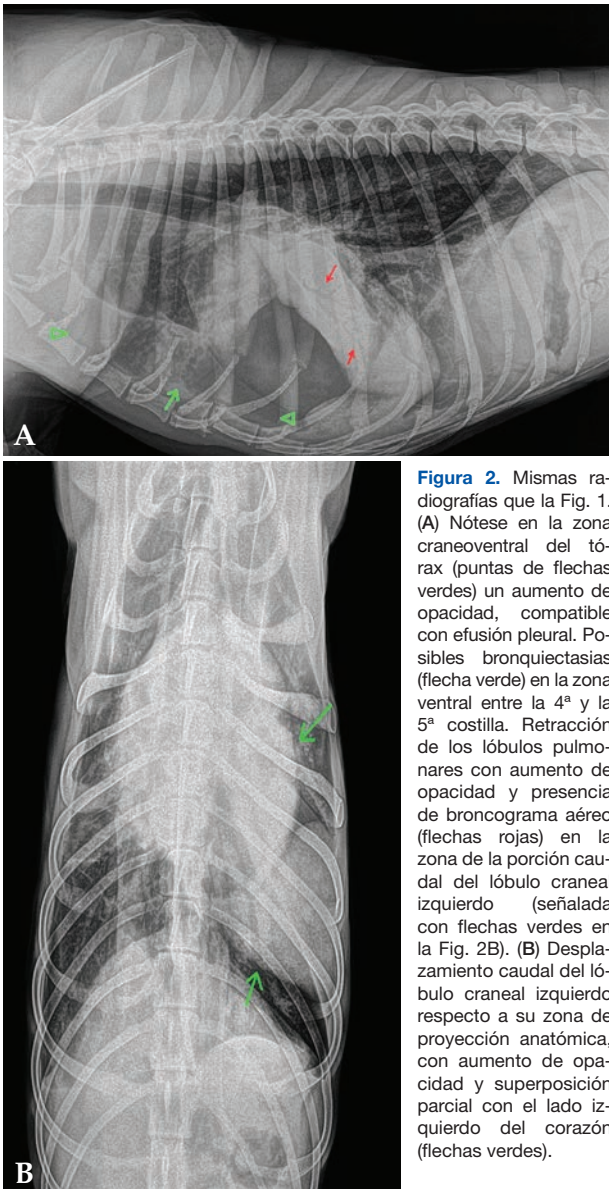 A
B
Figura 2. Mismas ra-
diografías que la Fig. 1.
(A) Nótese en la zona
craneoventral del tó-
rax (puntas de flechas
verdes) un aumento de
opacidad, compatible
con efusión pleural. Po-
sibles bronquiectasias
(flecha verde) en la zona
ventral entre la 4ª y la
5ª costilla. Retracción
de los lóbulos pulmo-
nares con aumento de
opacidad y presencia
de broncograma aéreo
(flechas rojas) en la
zona de la porción cau-
dal del lóbulo craneal
izquierdo (señalada
con flechas verdes en
la Fig. 2B). (B) Despla-
zamiento caudal del ló-
bulo craneal izquierdo
respecto a su zona de
proyección anatómica,
con aumento de opa-
cidad y superposición
parcial con el lado iz-
quierdo del corazón
(flechas verdes).